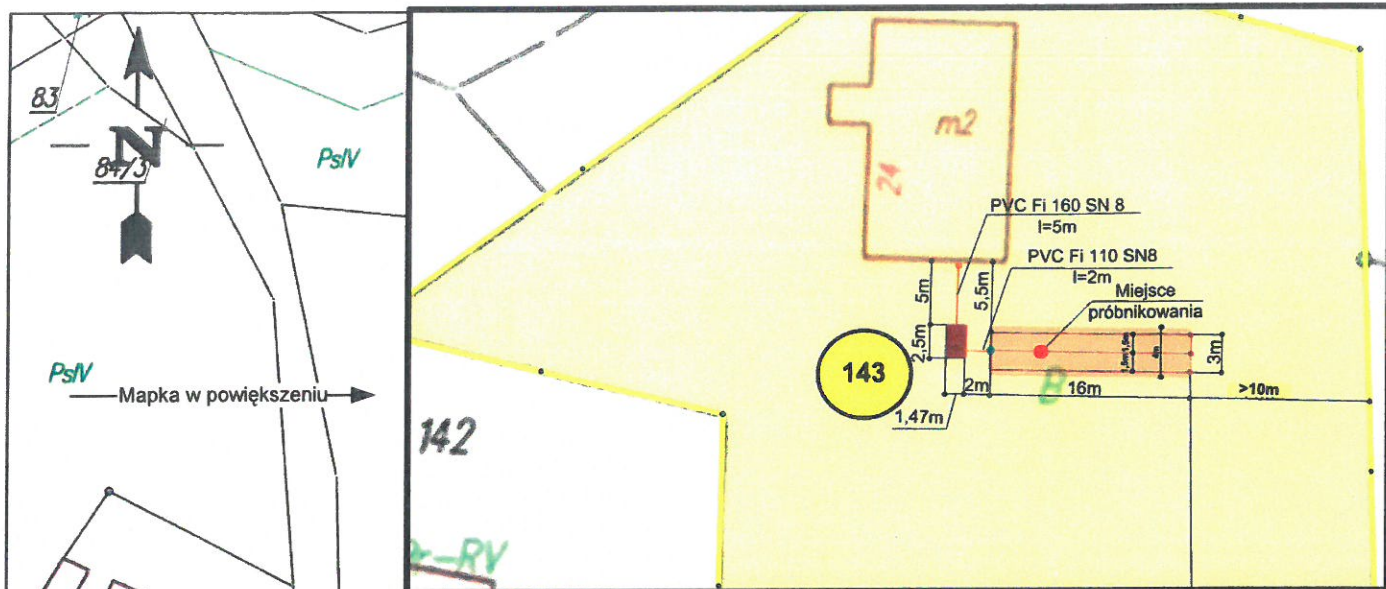 83
N
84/3
PsIV
PsIV
Mapka w powiększeniu
142
m2
24
PVC Fi 160 SN 8
l=5m
PVC Fi 110 SN8
l=2m
Miejsce
próbnikowania
5m
5,5m
2,5m
143
2m
1,47m
16m
3m
>10m
B
-RV